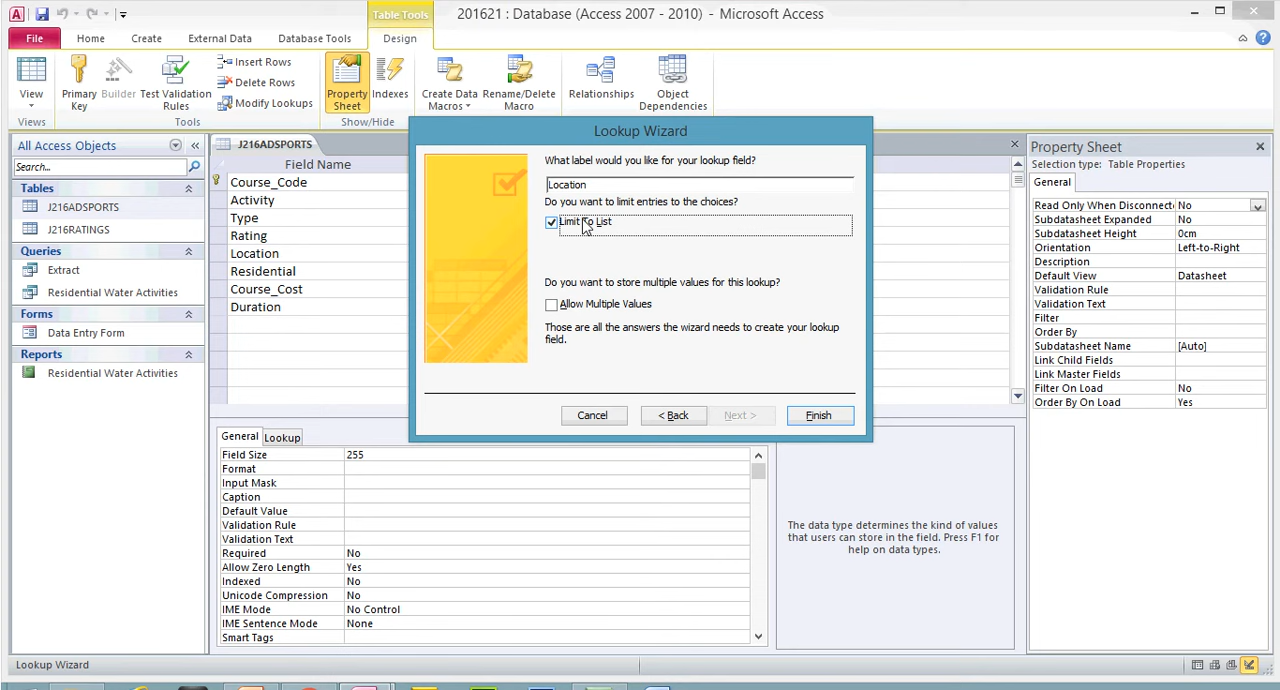 Table Tools
201621 : Database (Access 2007 - 2010) - Microsoft Access
File
Home
Create
External Data
Database Tools
Design
View
Views
Primary Key
Builder
Test Validation Rules
Insert Rows
Delete Rows
Modify Lookups
Tools
Property Sheet
Indexes
Show/Hide
Create Data Macros
Rename/Delete Macro
Relationships
Object Dependencies
All Access Objects
Search...
Tables
J216ADSPORTS
J216RATINGS
Queries
Extract
Residential Water Activities
Forms
Data Entry Form
Reports
Residential Water Activities
J216ADSPORTS
Field Name
Course_Code
Activity
Type
Rating
Location
Residential
Course_Cost
Duration
Lookup Wizard
What label would you like for your lookup field?
Location
Do you want to limit entries to the choices?
Limit To List
Do you want to store multiple values for this lookup?
Allow Multiple Values
Those are all the answers the wizard needs to create your lookup
field.
Cancel
< Back
Next >
Finish
General
Lookup
Field Size 255
Format
Input Mask
Caption
Default Value
Validation Rule
Validation Text
Required No
Allow Zero Length Yes
Indexed No
Unicode Compression No
IME Mode No Control
IME Sentence Mode None
Smart Tags
The data type determines the kind of values
that users can store in the field. Press F1 for
help on data types.
Property Sheet
Selection type: Table Properties
General
Read Only When Disconnect No
Subdatasheet Expanded No
Subdatasheet Height 0cm
Orientation Left-to-Right
Description
Default View Datasheet
Validation Rule
Validation Text
Filter
Order By
Subdatasheet Name [Auto]
Link Child Fields
Link Master Fields
Filter On Load No
Order By On Load Yes
Lookup Wizard